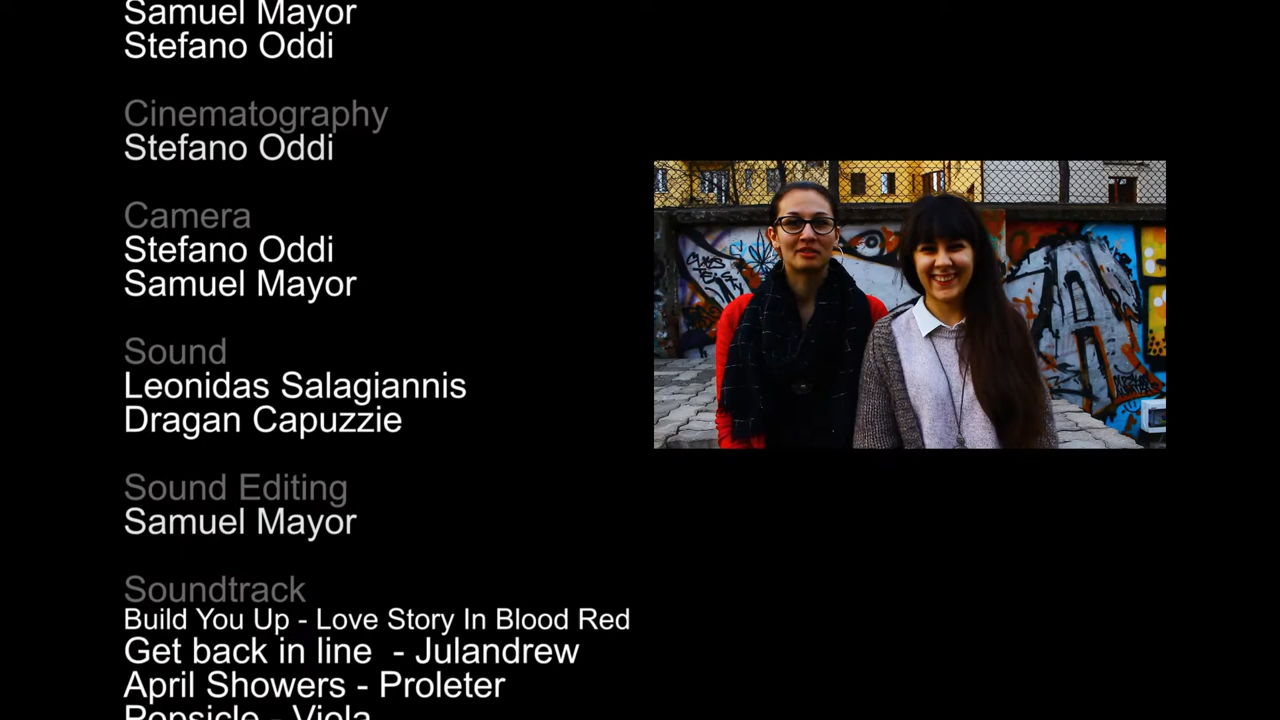 Samuel Mayor
Stefano Oddi
Cinematography
Stefano Oddi
Camera
Stefano Oddi
Samuel Mayor
Sound
Leonidas Salagiannis
Dragan Capuzzie
Sound Editing
Samuel Mayor
Soundtrack
Build You Up - Love Story In Blood Red
Get back in line - Julandrew
April Showers - Proleter
Popsicle - Viola